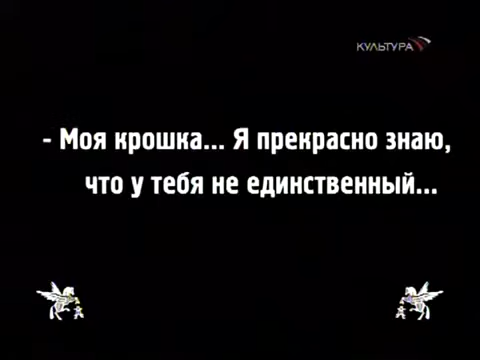 КУЛЬТУРА
- Моя крошка... Я прекрасно знаю,
что у тебя не единственный...